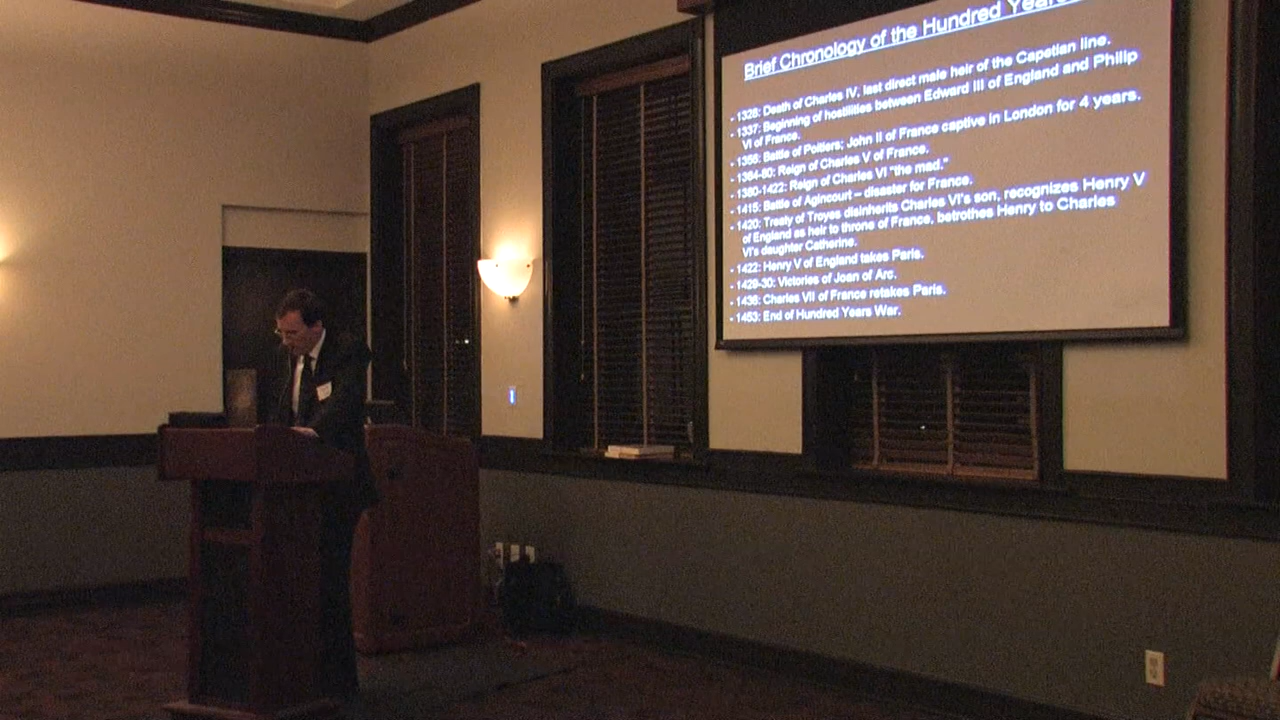 Brief Chronology of the Hundred Years
- 1328: Death of Charles IV, last direct male heir of the Capetian line.
- 1337: Beginning of hostilities between Edward III of England and Philip
VI of France.
- 1356: Battle of Poitiers; John II of France captive in London for 4 years.
- 1364-80: Reign of Charles V of France.
- 1380-1422: Reign of Charles VI "the mad."
- 1415: Battle of Agincourt – disaster for France.
- 1420: Treaty of Troyes disinherits Charles VI's son, recognizes Henry V
of England as heir to throne of France, betrothes Henry to Charles
VI's daughter Catherine.
- 1422: Henry V of England takes Paris.
- 1429-30: Victories of Joan of Arc.
- 1436: Charles VII of France retakes Paris.
- 1453: End of Hundred Years War.